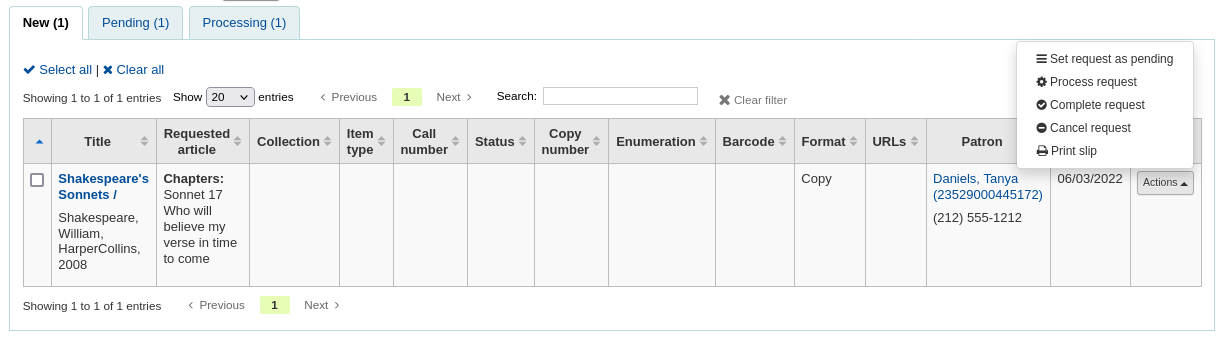 New (1) Pending (1) Processing (1)
Select all | Clear all
Set request as pending
Process request
Complete request
Cancel request
Print slip
Showing 1 to 1 of 1 entries Show 20 entries Previous 1 Next Search: Clear filter
Title Requested article Collection Item type Call number Status Copy number Enumeration Barcode Format URLs Patron
Shakespeare's
Sonnets /
Shakespeare,
William,
HarperCollins,
2008
Chapters:
Sonnet 17
Who will
believe my
verse in time
to come
Copy
Daniels, Tanya
(23529000445172)
(212) 555-1212
06/03/2022
Actions
Showing 1 to 1 of 1 entries Previous 1 Next